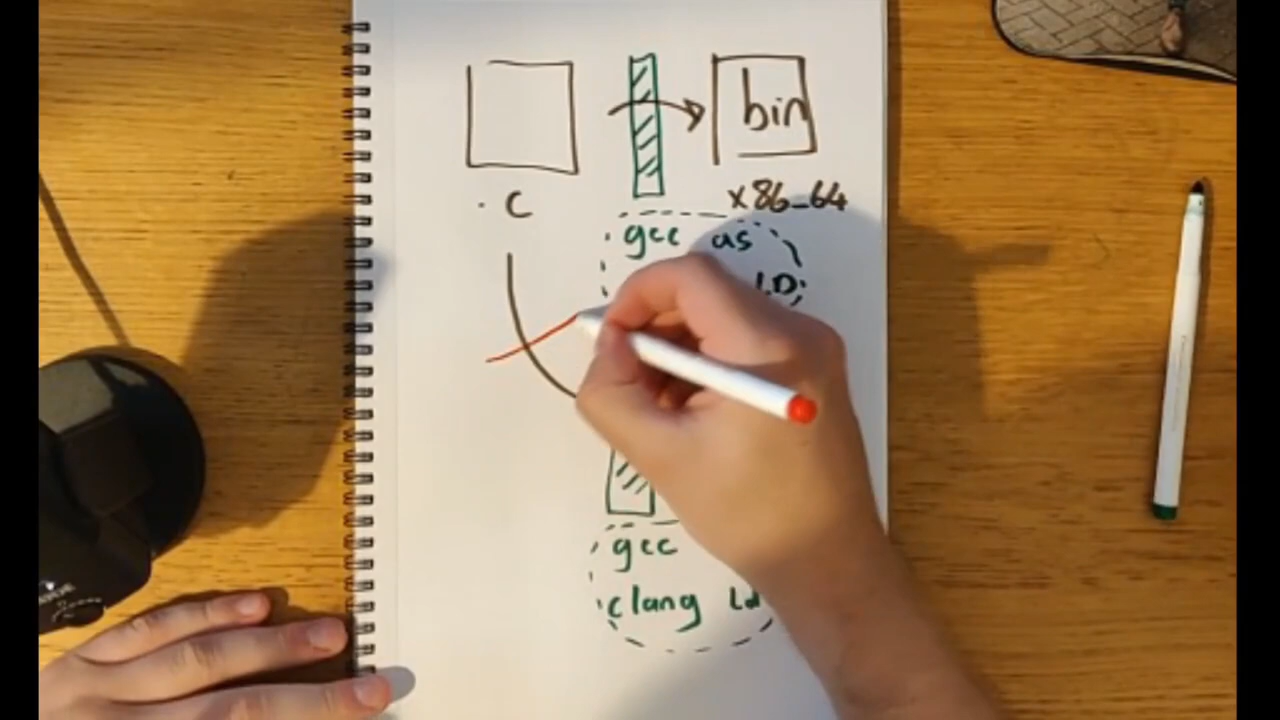 bin
.c x86_64
gcc as
LD
gcc
clang Ld